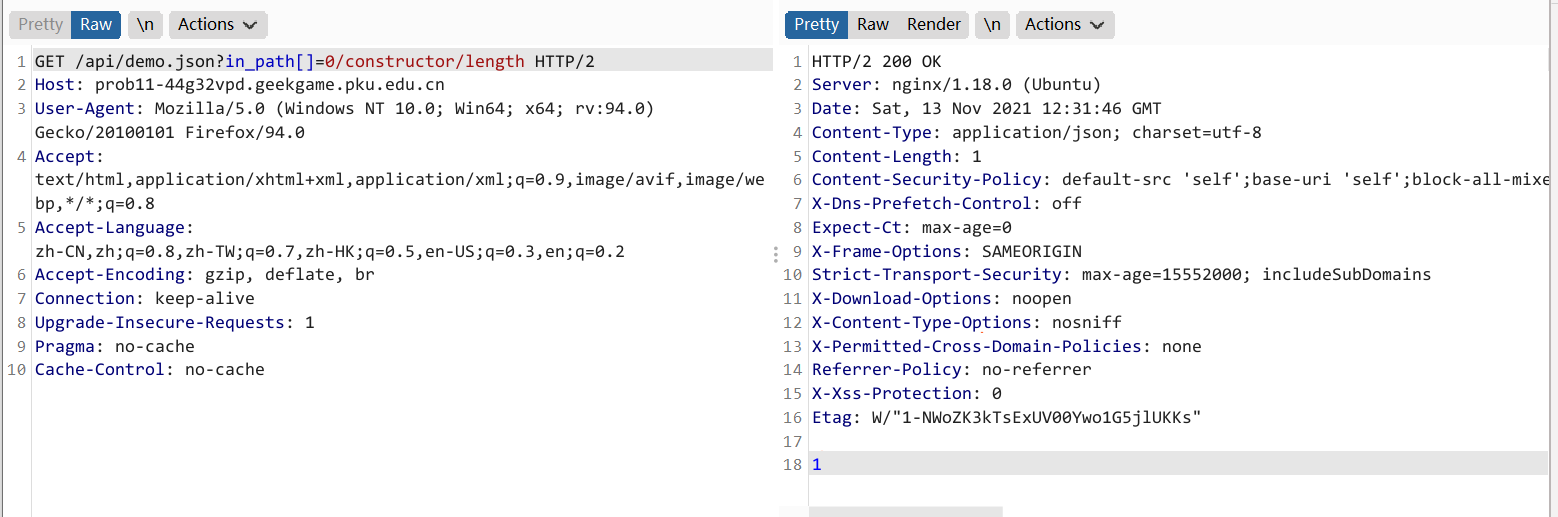 Pretty Raw \n Actions
1 GET /api/demo.json?in_path[]=0/constructor/length HTTP/2
2 Host: prob11-44g32vpd.geekgame.pku.edu.cn
3 User-Agent: Mozilla/5.0 (Windows NT 10.0; Win64; x64; rv:94.0)
Gecko/20100101 Firefox/94.0
4 Accept:
text/html,application/xhtml+xml,application/xml;q=0.9,image/avif,image/we
bp,*/*;q=0.8
5 Accept-Language:
zh-CN,zh;q=0.8,zh-TW;q=0.7,zh-HK;q=0.5,en-US;q=0.3,en;q=0.2
6 Accept-Encoding: gzip, deflate, br
7 Connection: keep-alive
8 Upgrade-Insecure-Requests: 1
9 Pragma: no-cache
10 Cache-Control: no-cache
Pretty Raw Render \n Actions
1 HTTP/2 200 OK
2 Server: nginx/1.18.0 (Ubuntu)
3 Date: Sat, 13 Nov 2021 12:31:46 GMT
4 Content-Type: application/json; charset=utf-8
5 Content-Length: 1
6 Content-Security-Policy: default-src 'self';base-uri 'self';block-all-mixe
7 X-Dns-Prefetch-Control: off
8 Expect-Ct: max-age=0
9 X-Frame-Options: SAMEORIGIN
10 Strict-Transport-Security: max-age=15552000; includeSubDomains
11 X-Download-Options: noopen
12 X-Content-Type-Options: nosniff
13 X-Permitted-Cross-Domain-Policies: none
14 Referrer-Policy: no-referrer
15 X-Xss-Protection: 0
16 Etag: W/"1-NWoZK3kTsExUV00Ywo1G5jlUKKs"
17
18 1